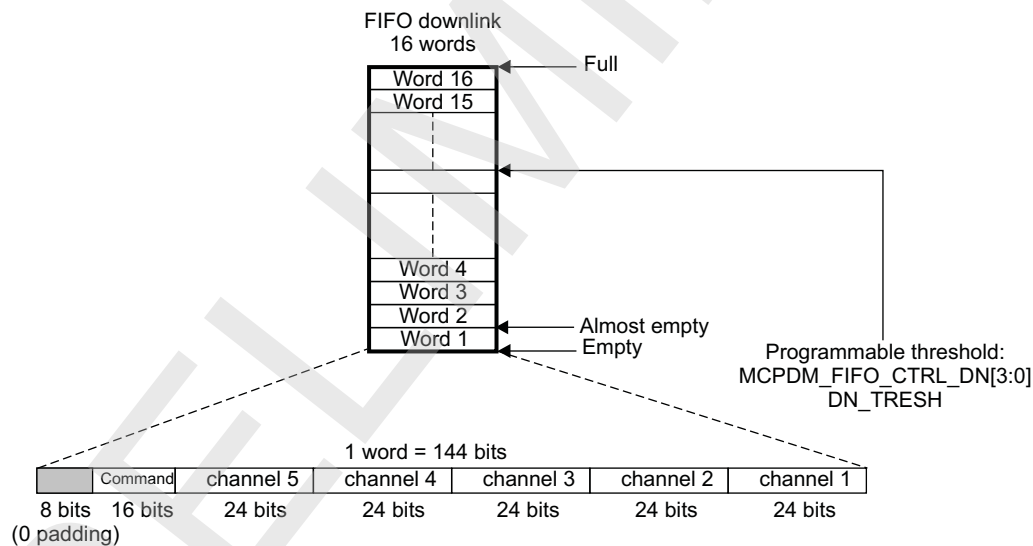 FIFO downlink
16 words
Full
Word 16
Word 15
Word 4
Word 3
Word 2
Almost empty
Word 1
Empty
Programmable threshold:
MCPDM_FIFO_CTRL_DN[3:0]
DN_TRESH
1 word = 144 bits
Command channel 5 channel 4 channel 3 channel 2 channel 1
8 bits 16 bits 24 bits 24 bits 24 bits 24 bits 24 bits
(0 padding)